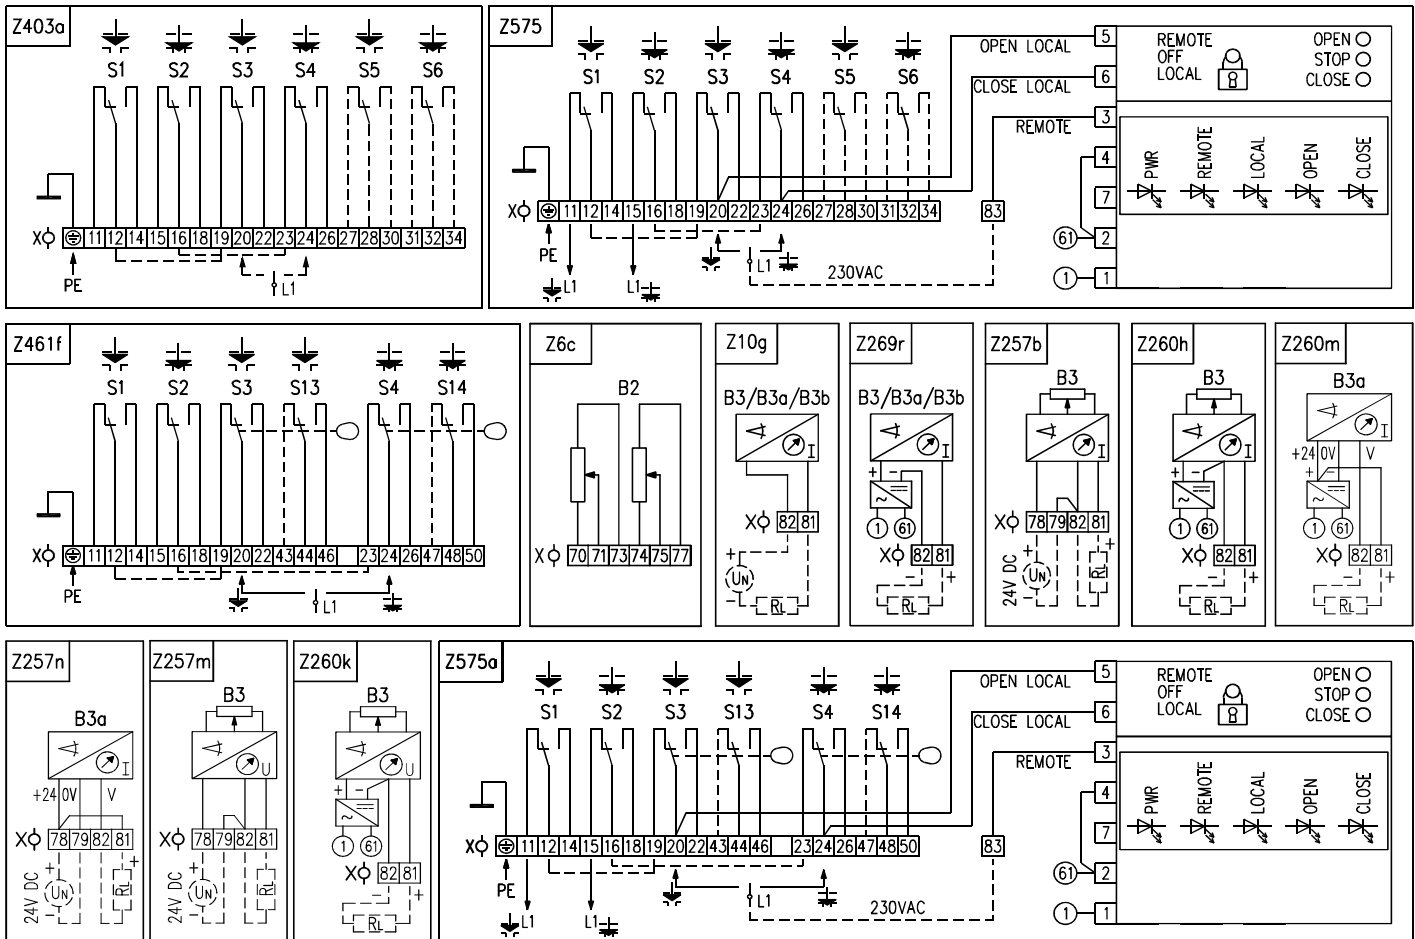 Z403a
S1 S2 S3 S4 S5 S6
X 11 12 14 15 16 18 19 20 22 23 24 26 27 28 30 31 32 34
PE
L1
Z575
S1 S2 S3 S4 S5 S6
X 11 12 14 15 16 18 19 20 22 23 24 26 27 28 30 31 32 34 83
PE
L1 L1 L1
230VAC
OPEN LOCAL
CLOSE LOCAL
REMOTE
5
6
3
4
7
61 2
1 1
REMOTE
OFF
LOCAL
OPEN
STOP
CLOSE
PWR REMOTE LOCAL OPEN CLOSE
Z461f
S1 S2 S3 S13 S4 S14
X 11 12 14 15 16 18 19 20 22 43 44 46 23 24 26 47 48 50
PE
L1
Z6c
B2
X 70 71 73 74 75 77
Z10g
B3/B3a/B3b
I
X 82 81
+
UN
-
RL
Z269r
B3/B3a/B3b
I
+ -
~
1 61
X 82 81
- +
RL
Z257b
B3
I
X 78 79 82 81
+ +
24V DC UN RL
- -
Z260h
B3
I
+ -
~
1 61
X 82 81
- +
RL
Z260m
B3a
I
+24 0V V
+ -
~
1 61
X 82 81
- +
RL
Z257n
B3a
I
+24 0V V
X 78 79 82 81
+ +
24V DC UN RL
- -
Z257m
B3
U
X 78 79 82 81
+ +
24V DC UN RL
- -
Z260k
B3
U
+ -
~
1 61
X 82 81
- +
RL
Z575a
S1 S2 S3 S13 S4 S14
X 11 12 14 15 16 18 19 20 22 43 44 46 23 24 26 47 48 50 83
PE
L1 L1 L1
230VAC
OPEN LOCAL
CLOSE LOCAL
REMOTE
5
6
3
4
7
61 2
1 1
REMOTE
OFF
LOCAL
OPEN
STOP
CLOSE
PWR REMOTE LOCAL OPEN CLOSE